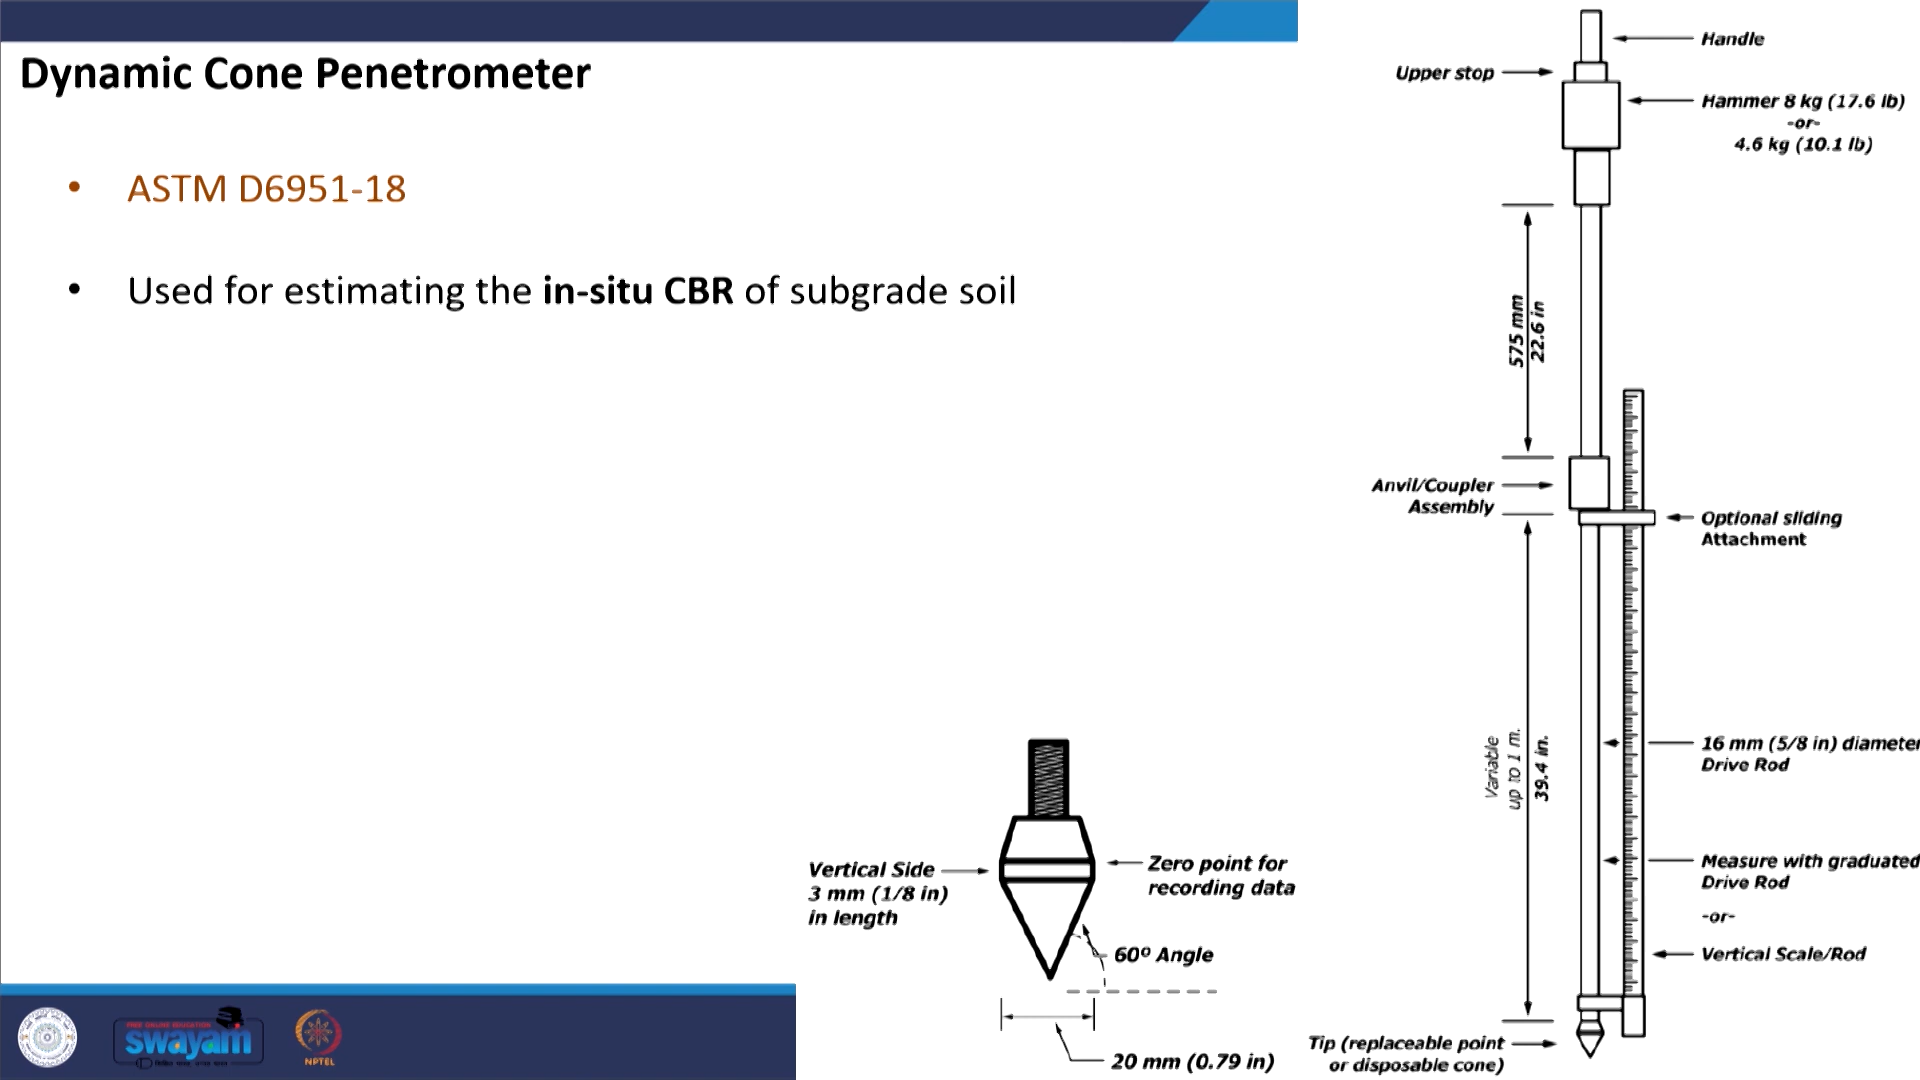 Dynamic Cone Penetrometer
• ASTM D6951-18
• Used for estimating the in-situ CBR of subgrade soil
Handle
Upper stop
Hammer 8 kg (17.6 lb)
-or-
4.6 kg (10.1 lb)
575 mm
22.6 in
Anvil/Coupler
Assembly
Optional sliding
Attachment
Variable
up to 1 m.
39.4 in.
16 mm (5/8 in) diameter
Drive Rod
Measure with graduated
Drive Rod
-or-
Vertical Scale/Rod
Tip (replaceable point
or disposable cone)
Vertical Side
3 mm (1/8 in)
in length
Zero point for
recording data
60º Angle
20 mm (0.79 in)
FREE ONLINE EDUCATION
swayam
NPTEL